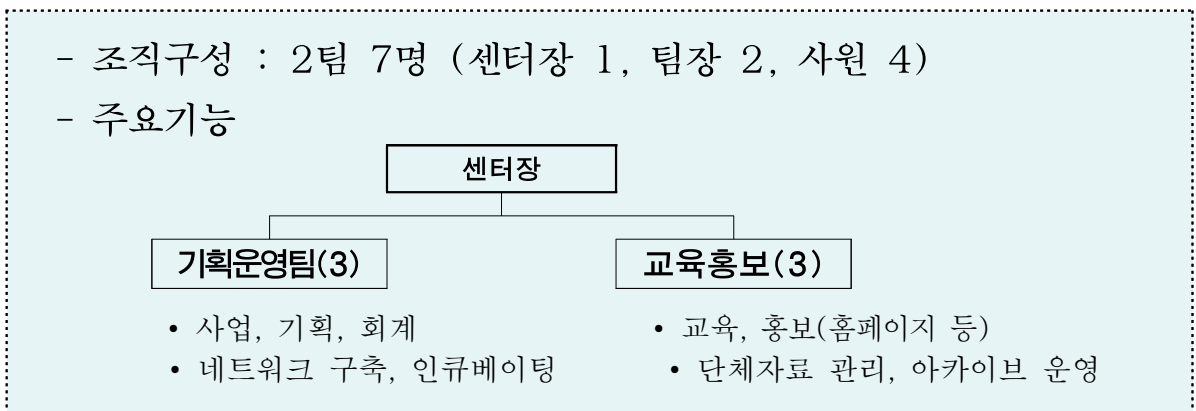 - 조직구성 : 2팀 7명 (센터장 1, 팀장 2, 사원 4)
- 주요기능
센터장
기획운영팀(3)
교육홍보(3)
• 사업, 기획, 회계
• 네트워크 구축, 인큐베이팅
• 교육, 홍보(홈페이지 등)
• 단체자료 관리, 아카이브 운영